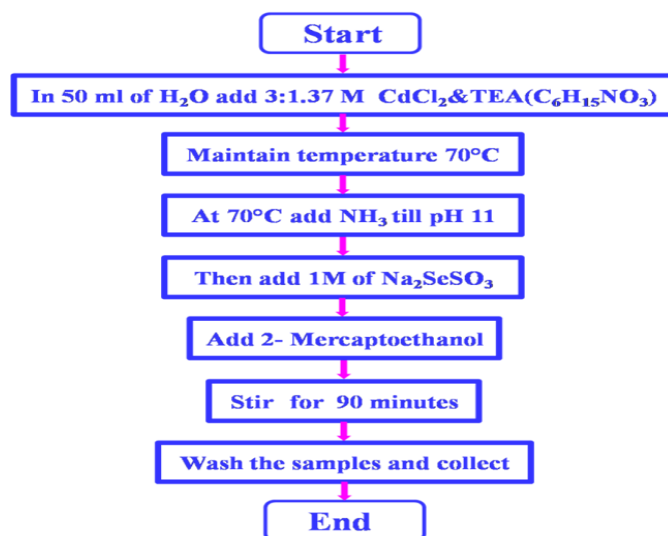 Start
In 50 ml of H₂O add 3:1.37 M CdCl₂&TEA(C₆H₁₅NO₃)
Maintain temperature 70°C
At 70°C add NH₃ till pH 11
Then add 1M of Na₂SeSO₃
Add 2- Mercaptoethanol
Stir for 90 minutes
Wash the samples and collect
End